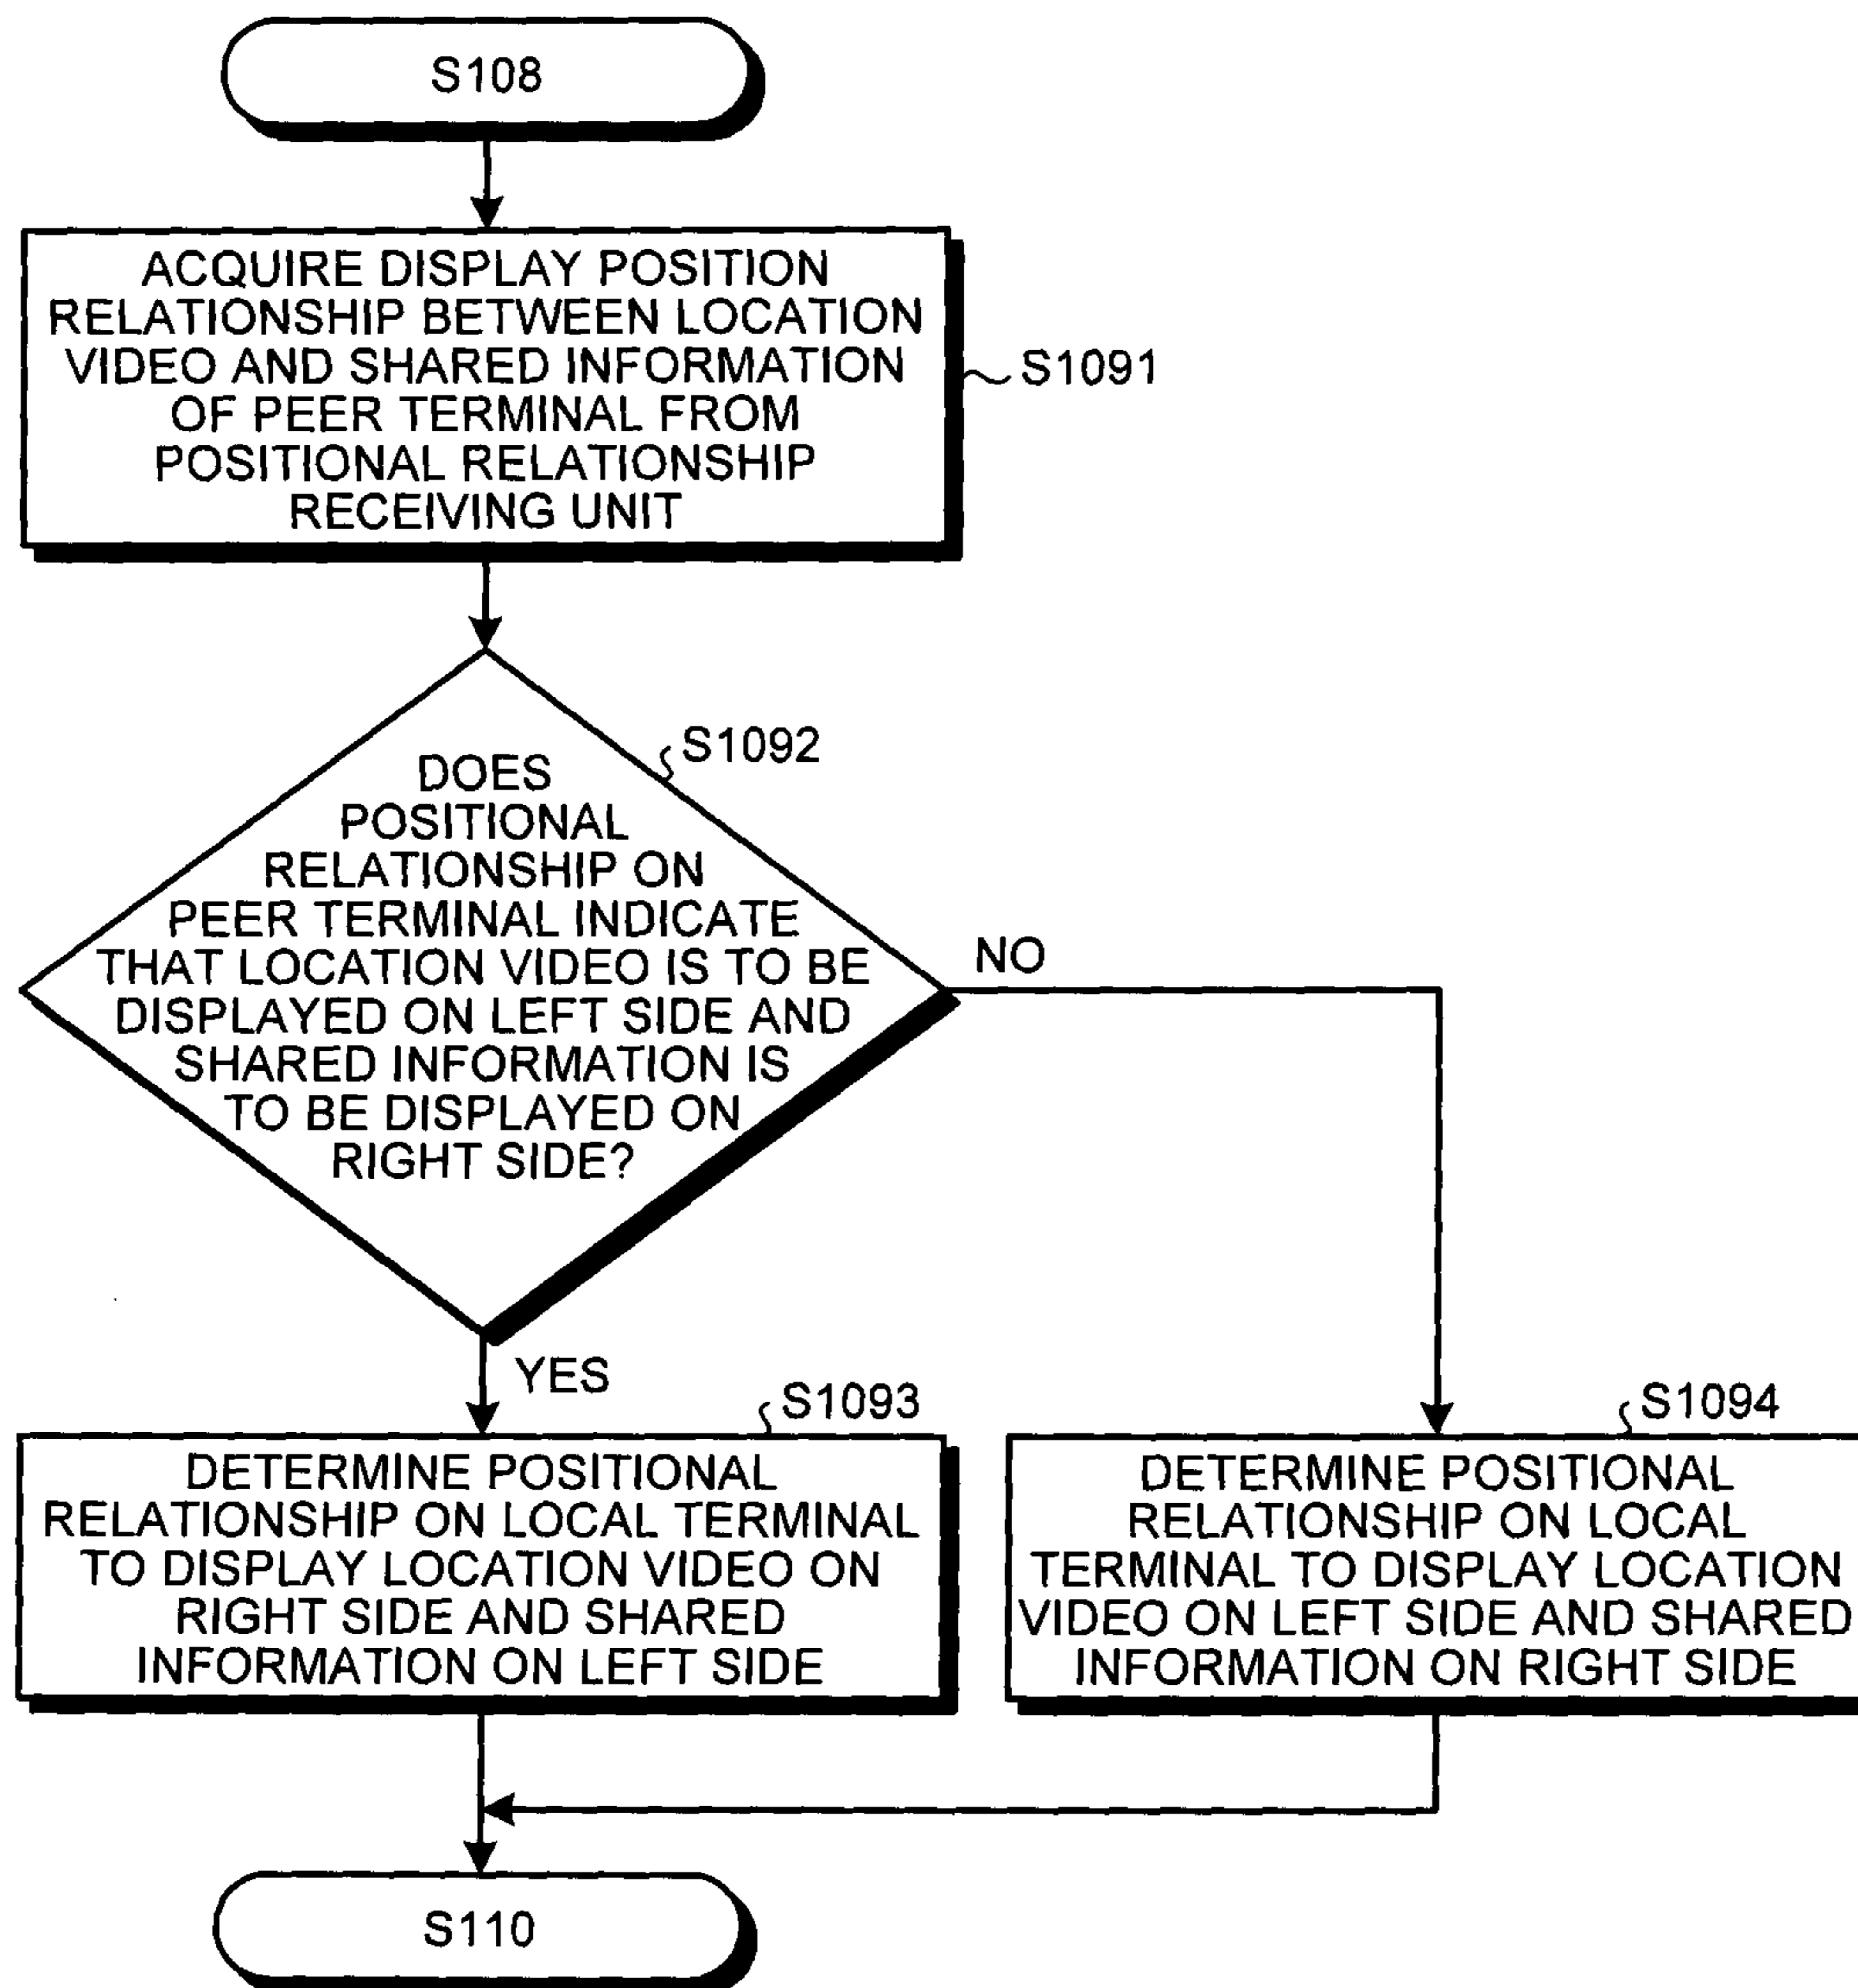 S108
ACQUIRE DISPLAY POSITION
RELATIONSHIP BETWEEN LOCATION
VIDEO AND SHARED INFORMATION
OF PEER TERMINAL FROM
POSITIONAL RELATIONSHIP
RECEIVING UNIT
S1091
S1092
DOES
POSITIONAL
RELATIONSHIP ON
PEER TERMINAL INDICATE
THAT LOCATION VIDEO IS TO BE
DISPLAYED ON LEFT SIDE AND
SHARED INFORMATION IS
TO BE DISPLAYED ON
RIGHT SIDE?
NO
YES
S1093
DETERMINE POSITIONAL
RELATIONSHIP ON LOCAL TERMINAL
TO DISPLAY LOCATION VIDEO ON
RIGHT SIDE AND SHARED
INFORMATION ON LEFT SIDE
S1094
DETERMINE POSITIONAL
RELATIONSHIP ON LOCAL
TERMINAL TO DISPLAY LOCATION
VIDEO ON LEFT SIDE AND SHARED
INFORMATION ON RIGHT SIDE
S110